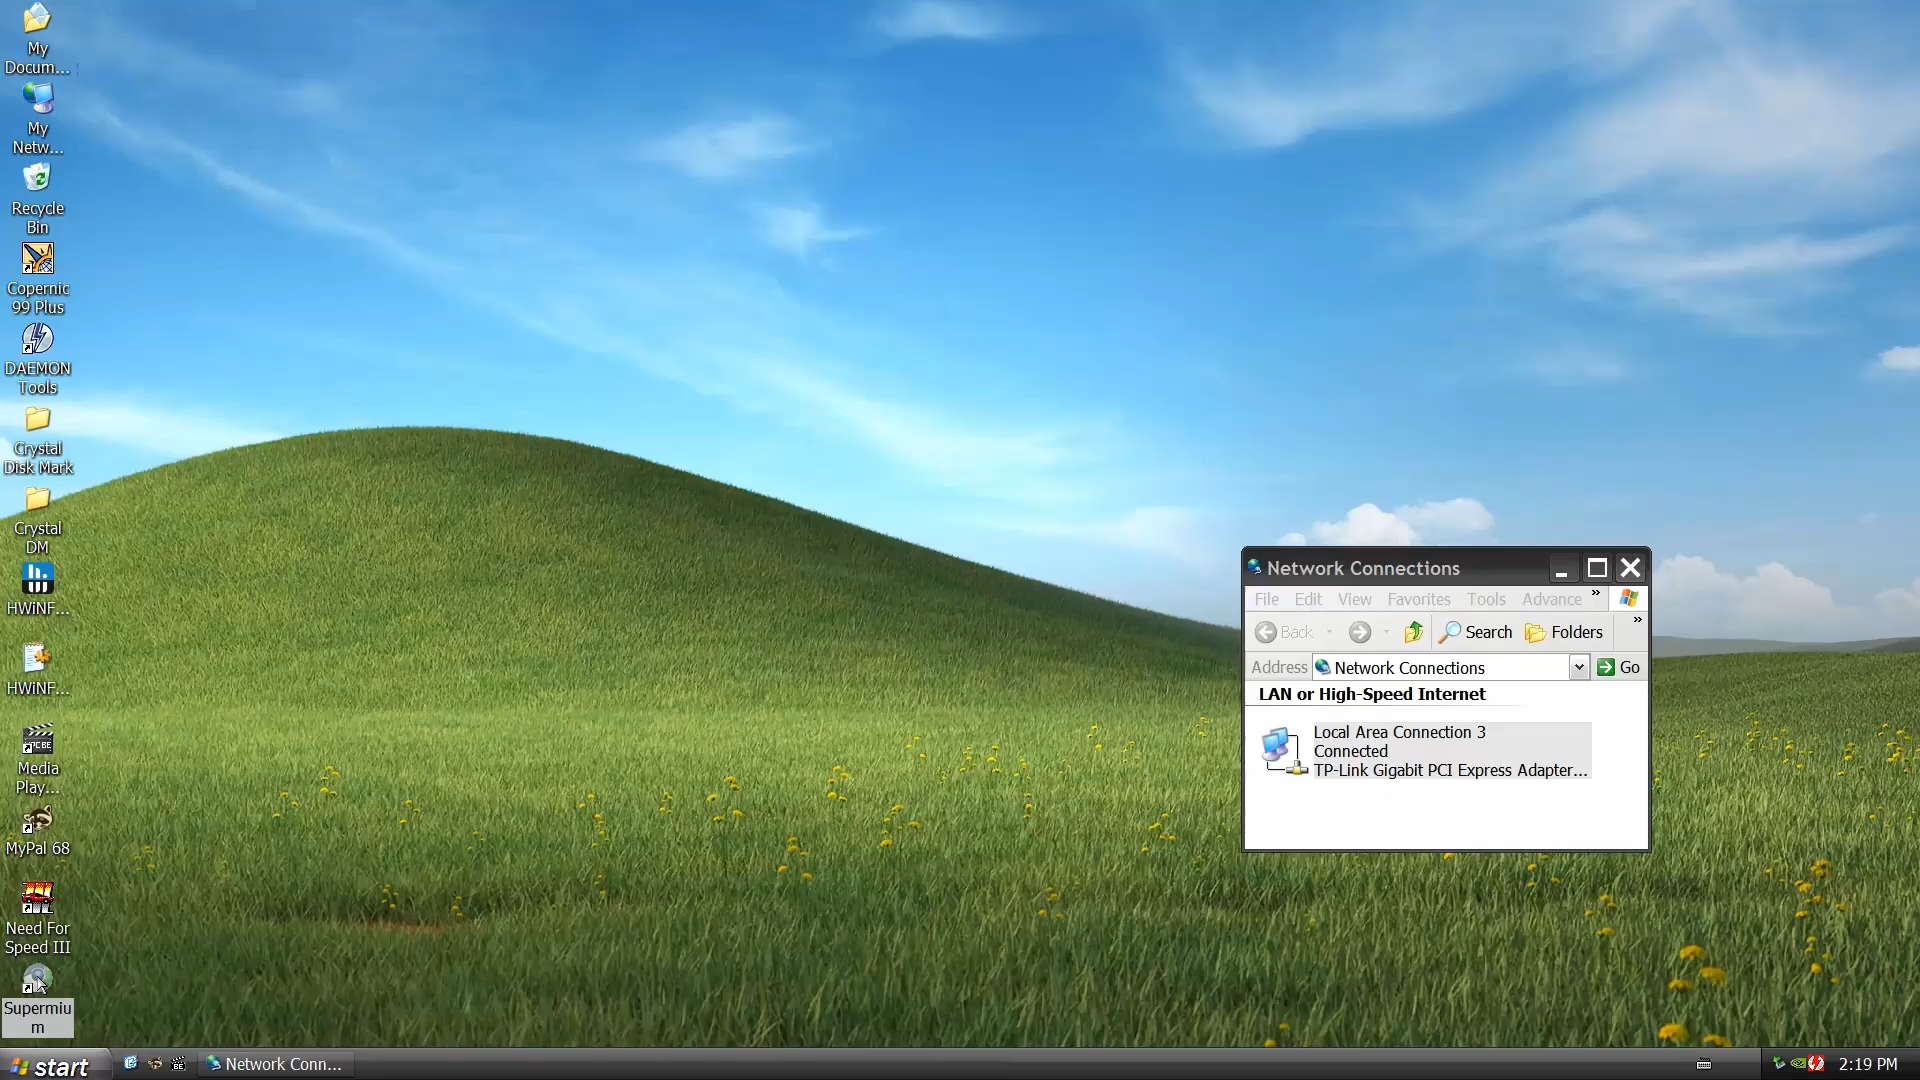 My
Docum...
My
Netw...
Recycle
Bin
Copernic
99 Plus
DAEMON
Tools
Crystal
Disk Mark
Crystal
DM
HWiNF...
HWiNF...
Media
Play...
MyPal 68
Need For
Speed III
Supermiu
m
Network Connections
File Edit View Favorites Tools Advance »
Back Search Folders »
Address Network Connections Go
LAN or High-Speed Internet
Local Area Connection 3
Connected
TP-Link Gigabit PCI Express Adapter...
start Network Conn... 2:19 PM